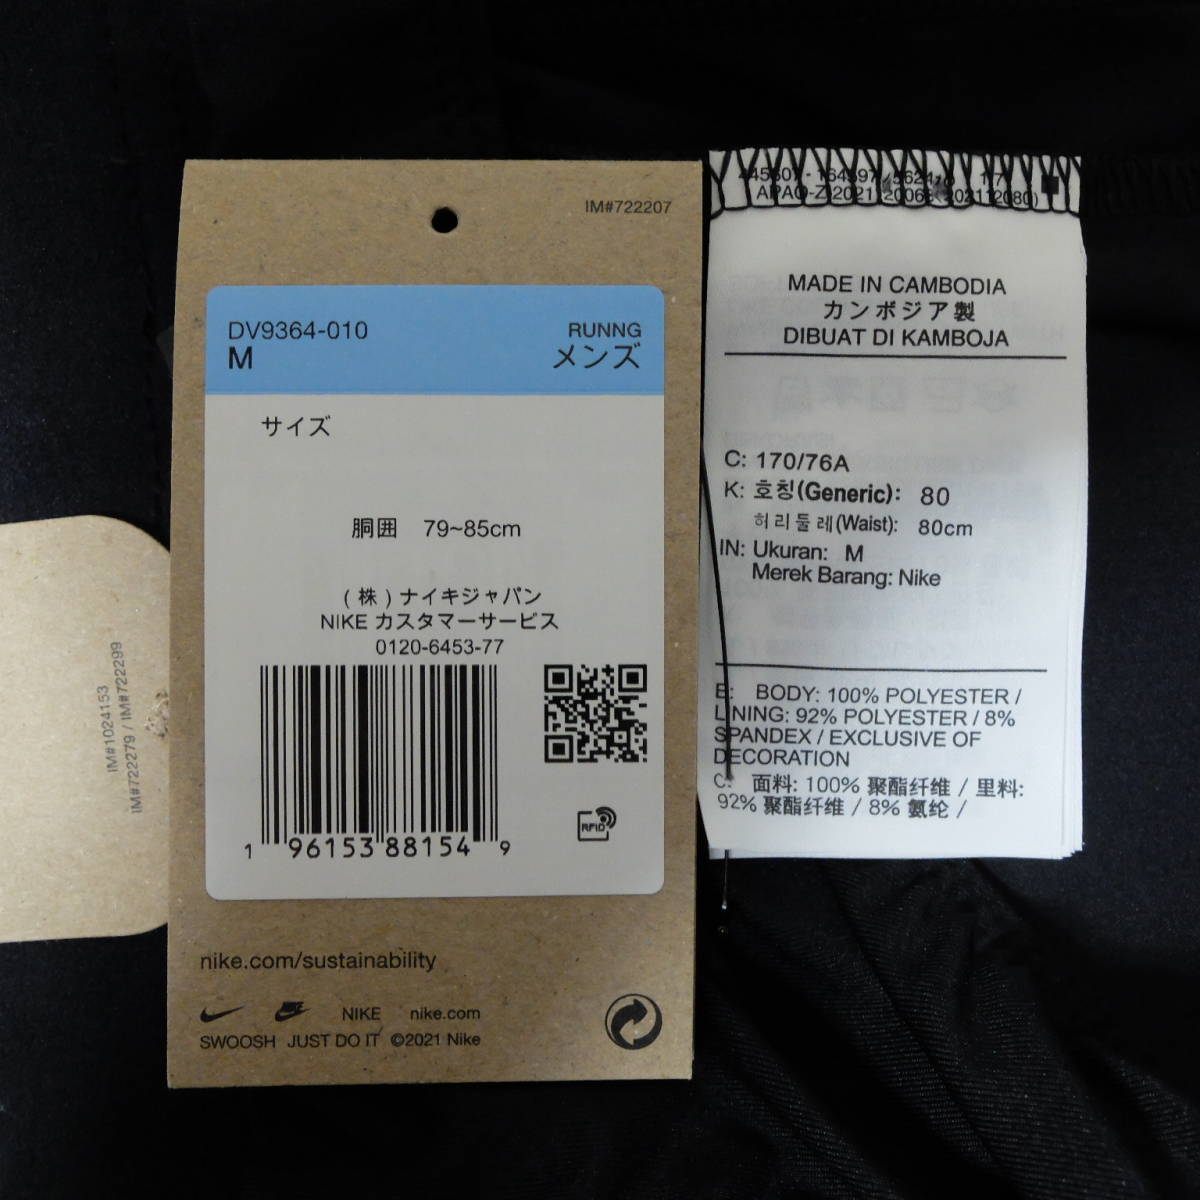 IM#722207
DV9364-010
RUNNG
M
メンズ
サイズ
胴囲 79~85cm
(株)ナイキジャパン
NIKE カスタマーサービス
0120-6453-77
1 96153 88154 9
RFID
nike.com/sustainability
NIKE nike.com
SWOOSH JUST DO IT ©2021 Nike
IM#1024153
IM#722279 / IM#722299
MADE IN CAMBODIA
カンボジア製
DIBUAT DI KAMBOJA
C: 170/76A
K: 호칭(Generic): 80
허리둘레(Waist): 80cm
IN: Ukuran: M
Merek Barang: Nike
E: BODY: 100% POLYESTER /
LINING: 92% POLYESTER / 8%
SPANDEX / EXCLUSIVE OF
DECORATION
C: 面料: 100% 聚酯纤维 / 里料:
92% 聚酯纤维 / 8% 氨纶 /